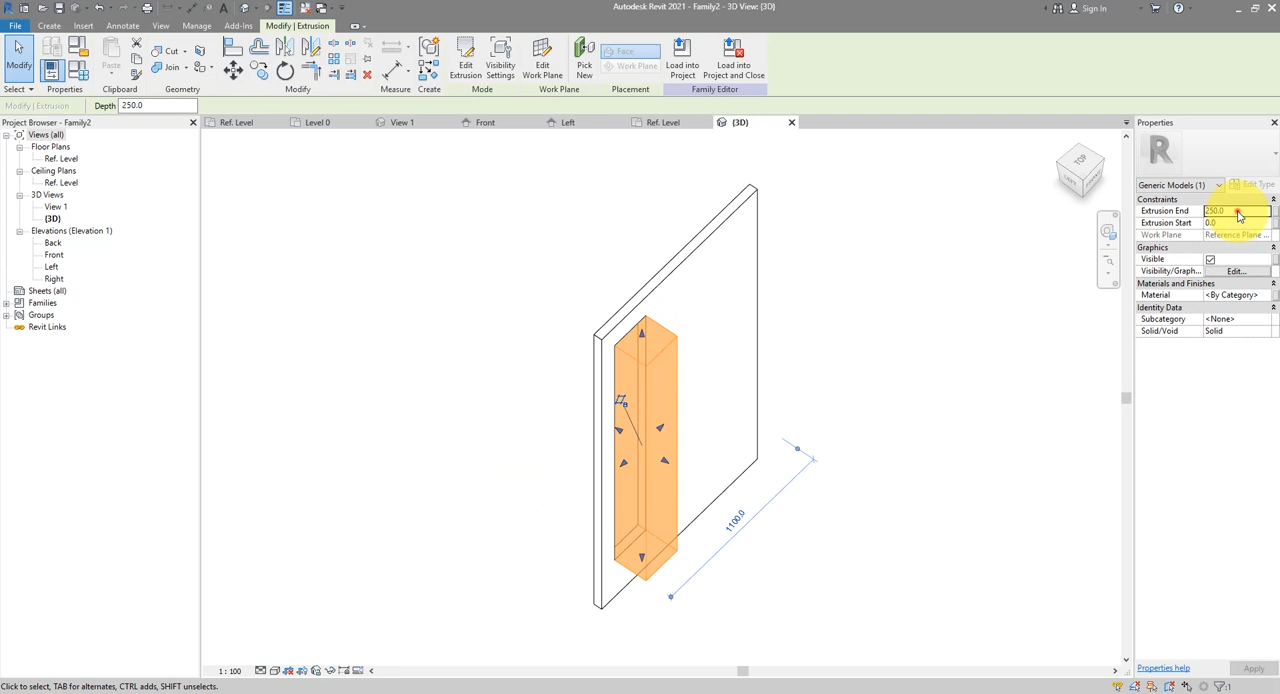 Autodesk Revit 2021 - Family2 - 3D View: {3D}
Sign In
File Create Insert Annotate View Manage Add-Ins Modify | Extrusion
Modify
Paste
Cut
Join
Edit Extrusion
Visibility Settings
Edit Work Plane
Pick New
Face
Work Plane
Load into Project
Load into Project and Close
Select Properties Clipboard Geometry Modify Measure Create Mode Work Plane Placement Family Editor
Modify | Extrusion Depth 250.0
Project Browser - Family2
Ref. Level Level 0 View 1 Front Left Ref. Level {3D}
Properties
Views (all)
Floor Plans
Ref. Level
Ceiling Plans
Ref. Level
3D Views
View 1
{3D}
Elevations (Elevation 1)
Back
Front
Left
Right
Sheets (all)
Families
Groups
Revit Links
TOP
LEFT
1100.0
Generic Models (1) Edit Type
Constraints
Extrusion End 250.0
Extrusion Start 0.0
Work Plane Reference Plane ...
Graphics
Visible
Visibility/Graph... Edit...
Materials and Finishes
Material <By Category>
Identity Data
Subcategory <None>
Solid/Void Solid
1 : 100
Properties help Apply
Click to select, TAB for alternates, CTRL adds, SHIFT unselects.
:1